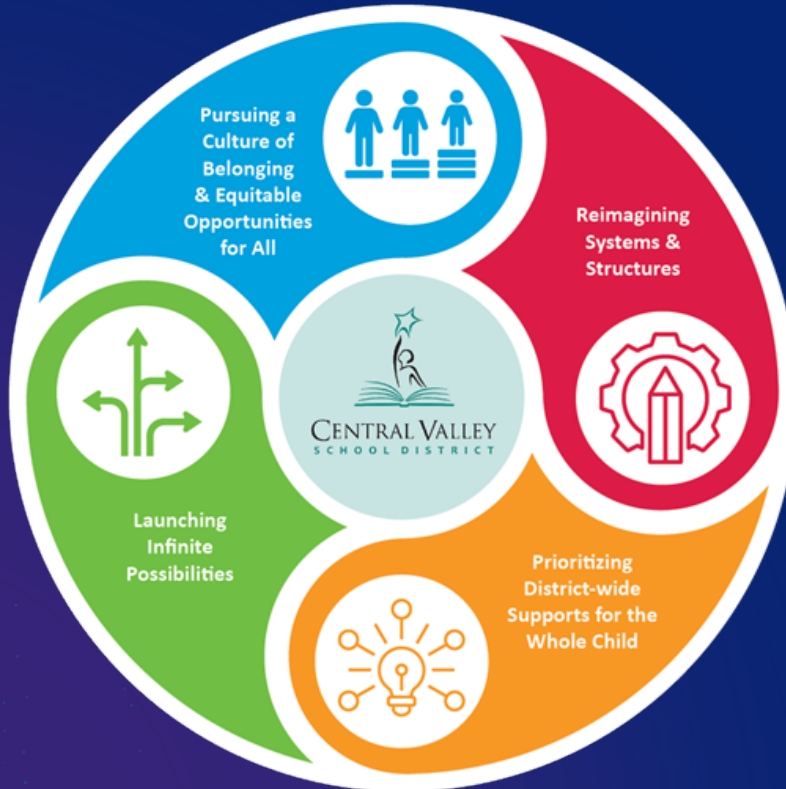 Pursuing a
Culture of
Belonging
& Equitable
Opportunities
for All
Reimagining
Systems &
Structures
CENTRAL VALLEY
SCHOOL DISTRICT
Launching
Infinite
Possibilities
Prioritizing
District-wide
Supports for the
Whole Child